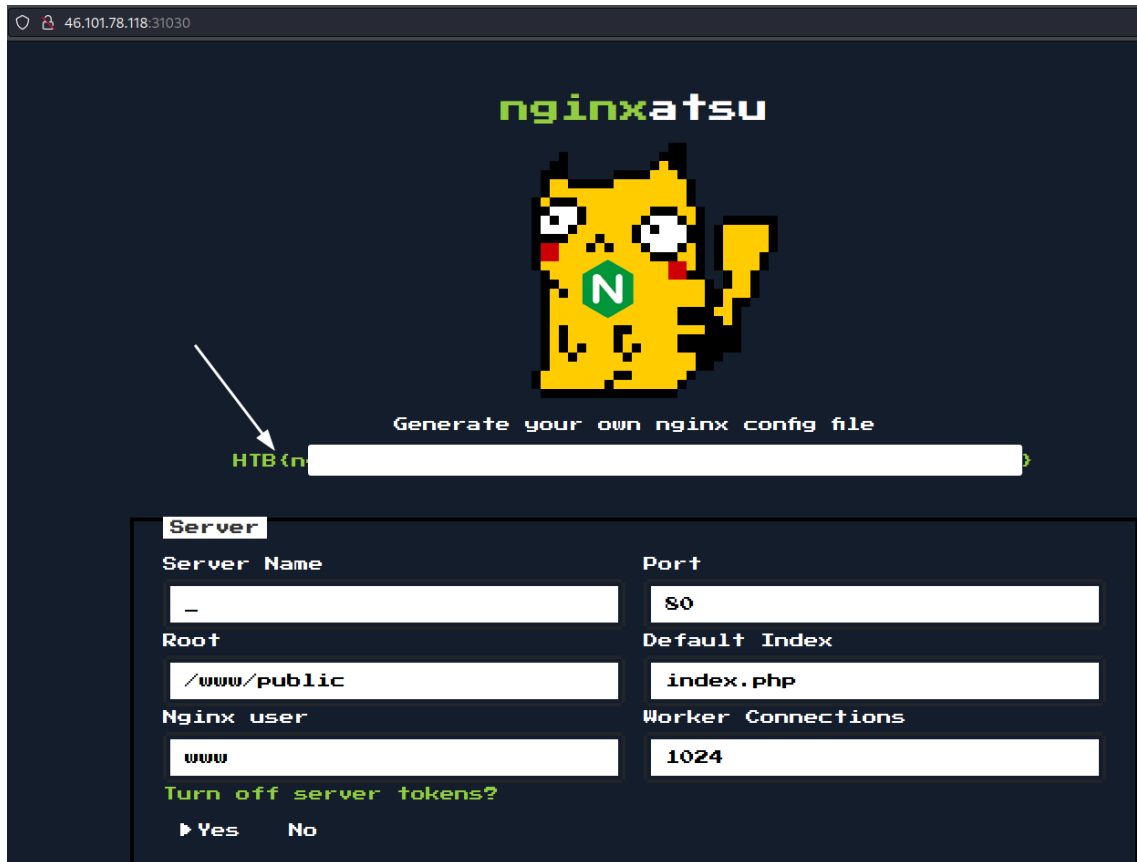 46.101.78.118:31030
nginxatsu
N
Generate your own nginx config file
HTB{n }
Server
Server Name Port
_ 80
Root Default Index
/www/public index.php
Nginx user Worker Connections
www 1024
Turn off server tokens?
Yes No